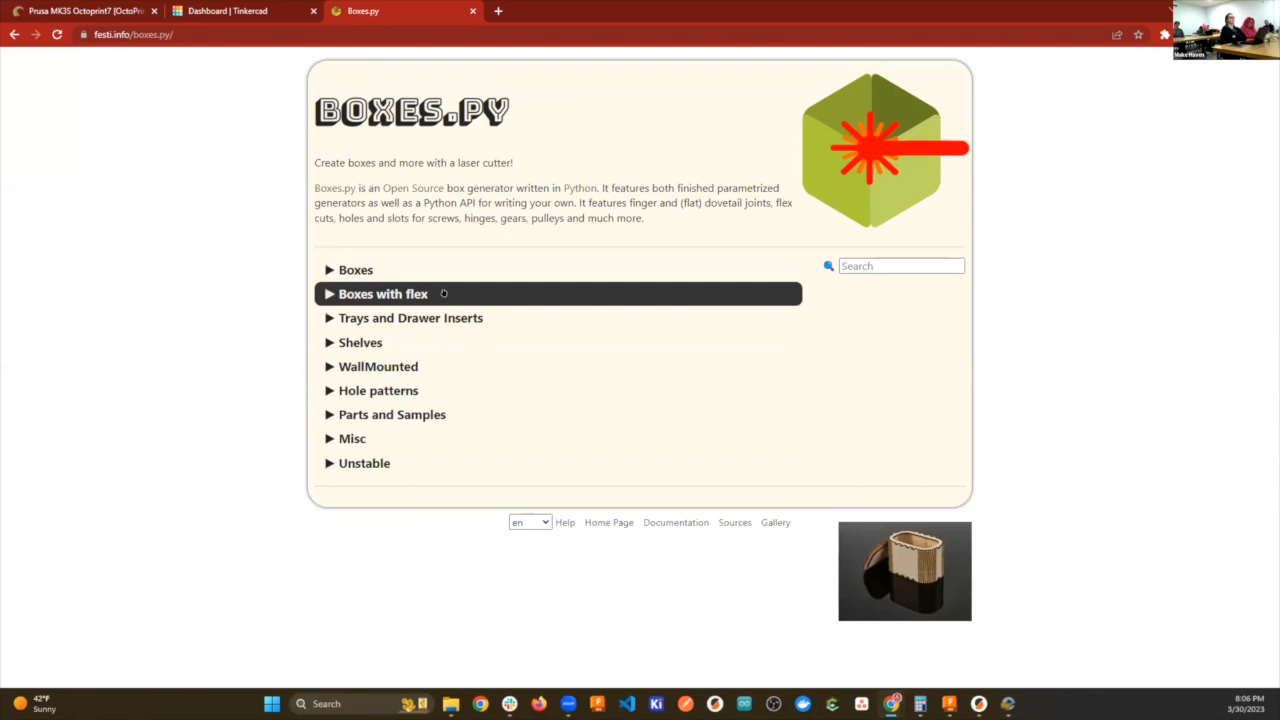 Prusa MK3S Octoprint7 [OctoPri
Dashboard | Tinkercad
Boxes.py
festi.info/boxes.py/
Make Haven
BOXES.PY
Create boxes and more with a laser cutter!
Boxes.py is an Open Source box generator written in Python. It features both finished parametrized
generators as well as a Python API for writing your own. It features finger and (flat) dovetail joints, flex
cuts, holes and slots for screws, hinges, gears, pulleys and much more.
Boxes
Search
Boxes with flex
Trays and Drawer Inserts
Shelves
WallMounted
Hole patterns
Parts and Samples
Misc
Unstable
en Help Home Page Documentation Sources Gallery
42°F
Sunny
Search
Ki
8:06 PM
3/30/2023